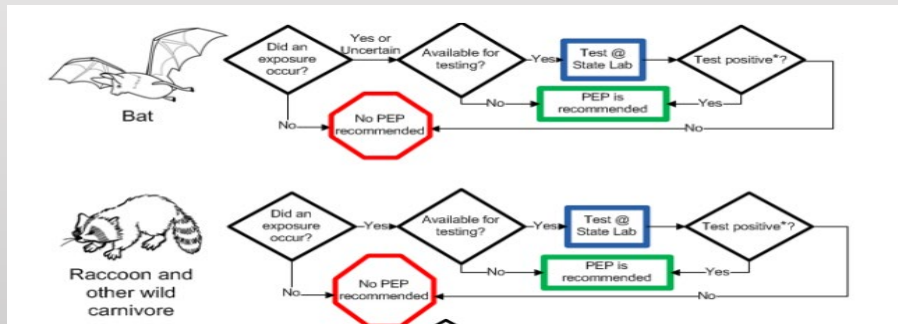 Did an
exposure
occur?
Yes or
Uncertain
Available for
testing?
Yes
Test @
State Lab
Test positive*?
Bat
No
No PEP
recommended
No
PEP is
recommended
Yes
No
Did an
exposure
occur?
Yes
Available for
testing?
Yes
Test @
State Lab
Test positive*?
Raccoon and
other wild
carnivore
No
No PEP
recommended
No
PEP is
recommended
Yes
No